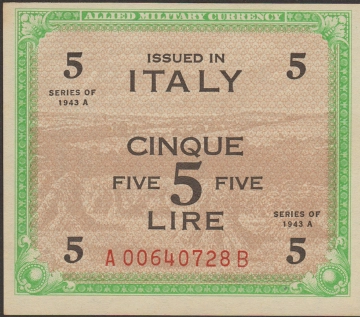 ALLIED MILITARY CURRENCY
5 ISSUED IN 5
ITALY
SERIES OF
1943 A
CINQUE
FIVE 5 FIVE
LIRE
SERIES OF
1943 A
5 A 00640728 B 5